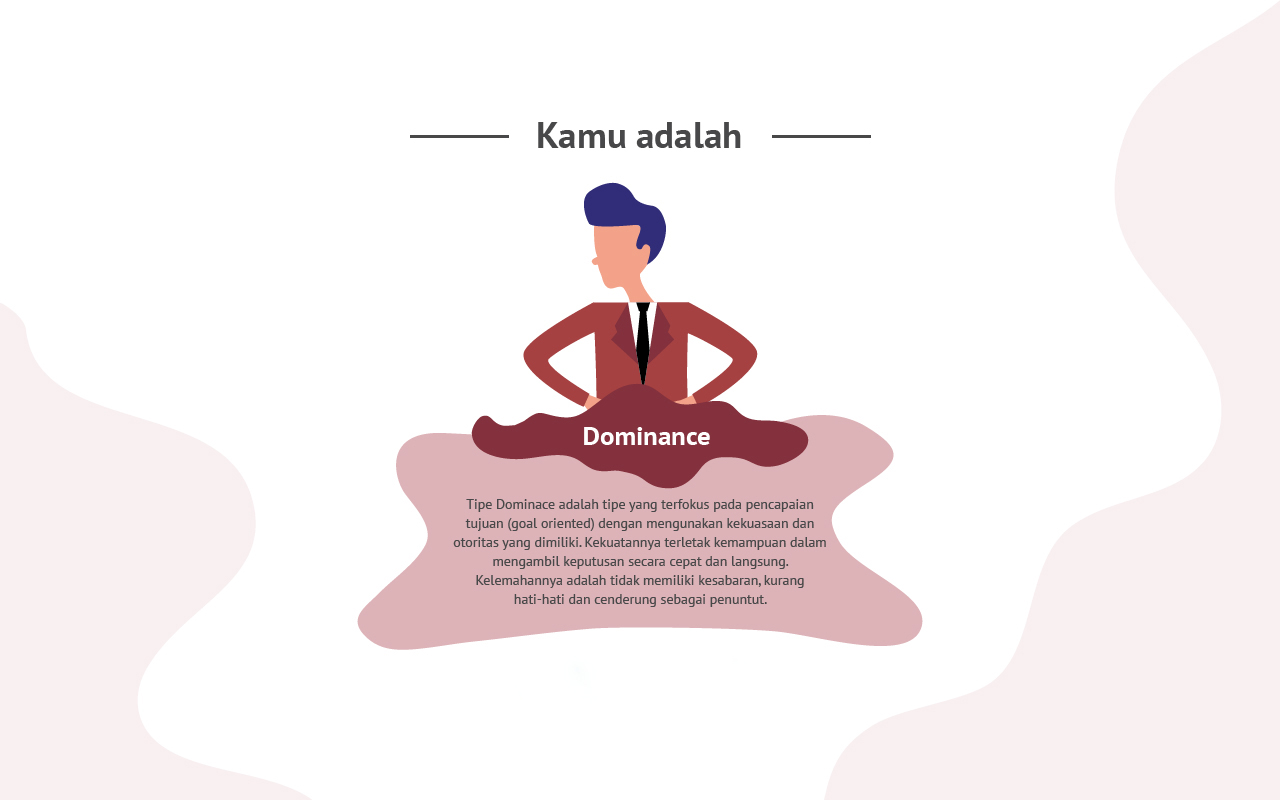 Kamu adalah
Dominance
Tipe Dominace adalah tipe yang terfokus pada pencapaian
tujuan (goal oriented) dengan mengunakan kekuasaan dan
otoritas yang dimiliki. Kekuatannya terletak kemampuan dalam
mengambil keputusan secara cepat dan langsung.
Kelemahannya adalah tidak memiliki kesabaran, kurang
hati-hati dan cenderung sebagai penuntut.